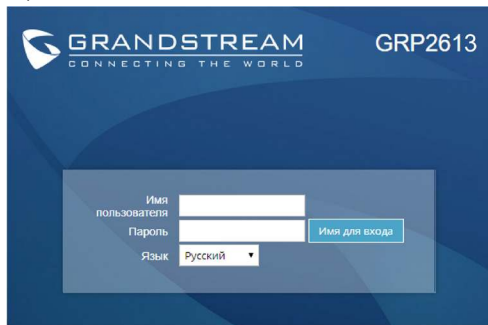 GRANDSTREAM
CONNECTING THE WORLD
GRP2613
Имя
пользователя
Пароль
Имя для входа
Язык
Русский